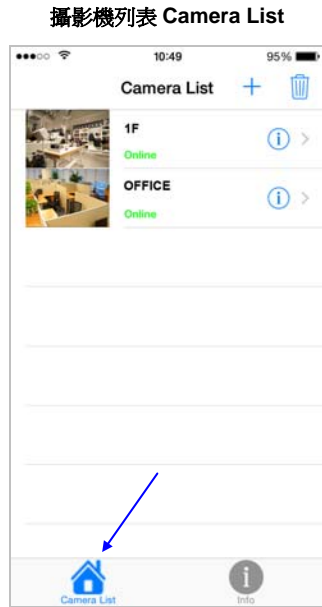 攝影機列表 Camera List
10:49 95%
Camera List
1F
Online
OFFICE
Online
Camera List Info